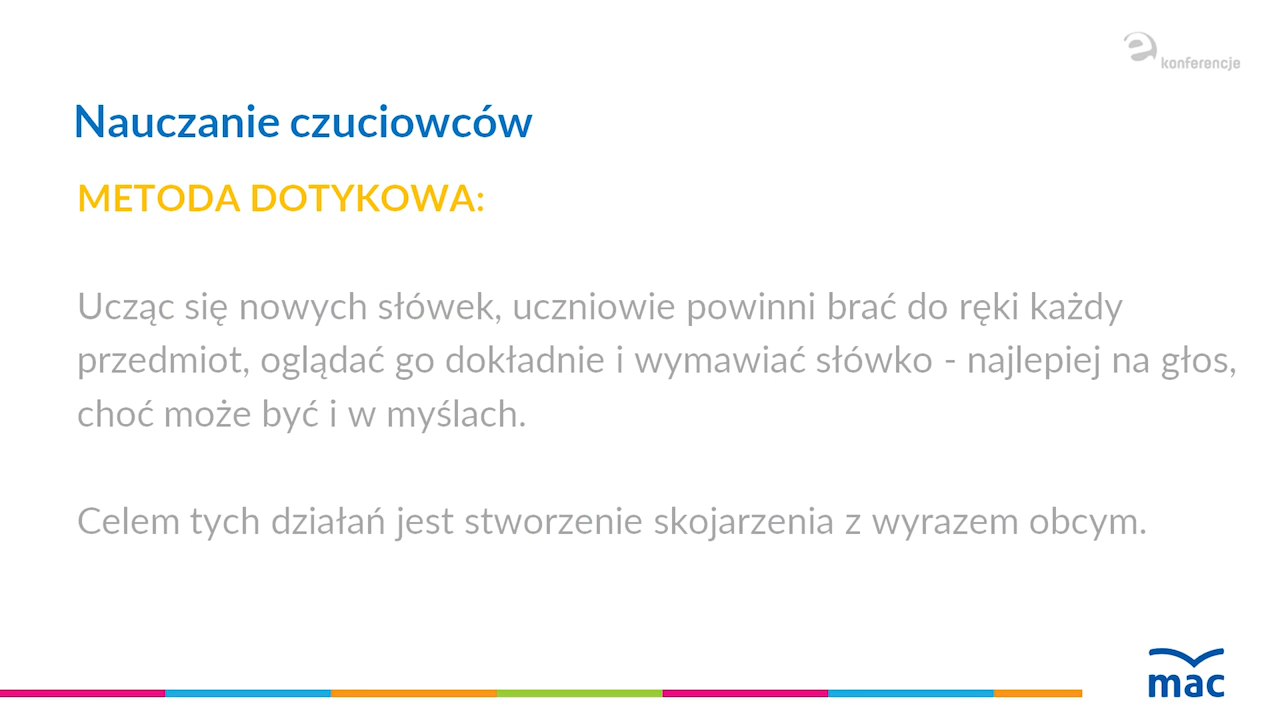 e konferencje
Nauczanie czuciowców
METODA DOTYKOWA:
Ucząc się nowych słówek, uczniowie powinni brać do ręki każdy
przedmiot, oglądać go dokładnie i wymawiać słówko - najlepiej na głos,
choć może być i w myślach.
Celem tych działań jest stworzenie skojarzenia z wyrazem obcym.
mac